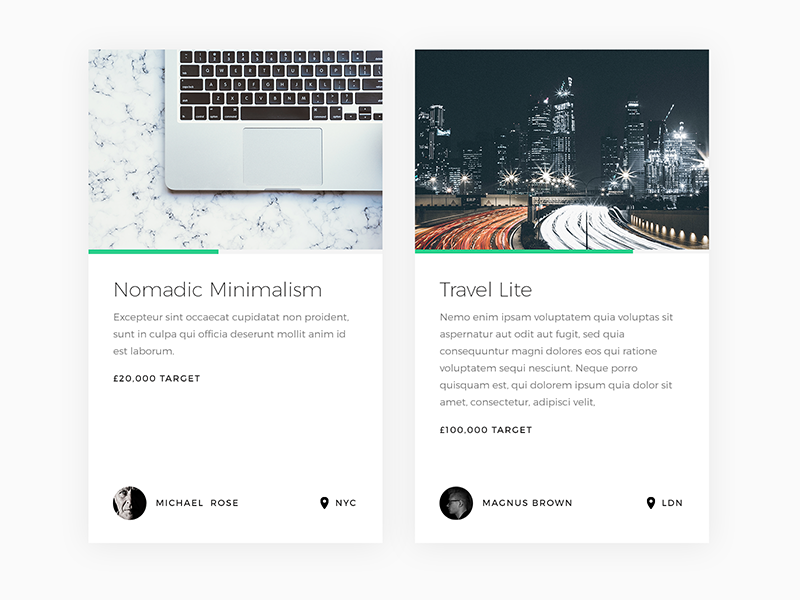 Nomadic Minimalism
Excepteur sint occaecat cupidatat non proident,
sunt in culpa qui officia deserunt mollit anim id
est laborum.
£20,000 TARGET
MICHAEL ROSE
NYC
Travel Lite
Nemo enim ipsam voluptatem quia voluptas sit
aspernatur aut odit aut fugit, sed quia
consequuntur magni dolores eos qui ratione
voluptatem sequi nesciunt. Neque porro
quisquam est, qui dolorem ipsum quia dolor sit
amet, consectetur, adipisci velit,
£100,000 TARGET
MAGNUS BROWN
LDN